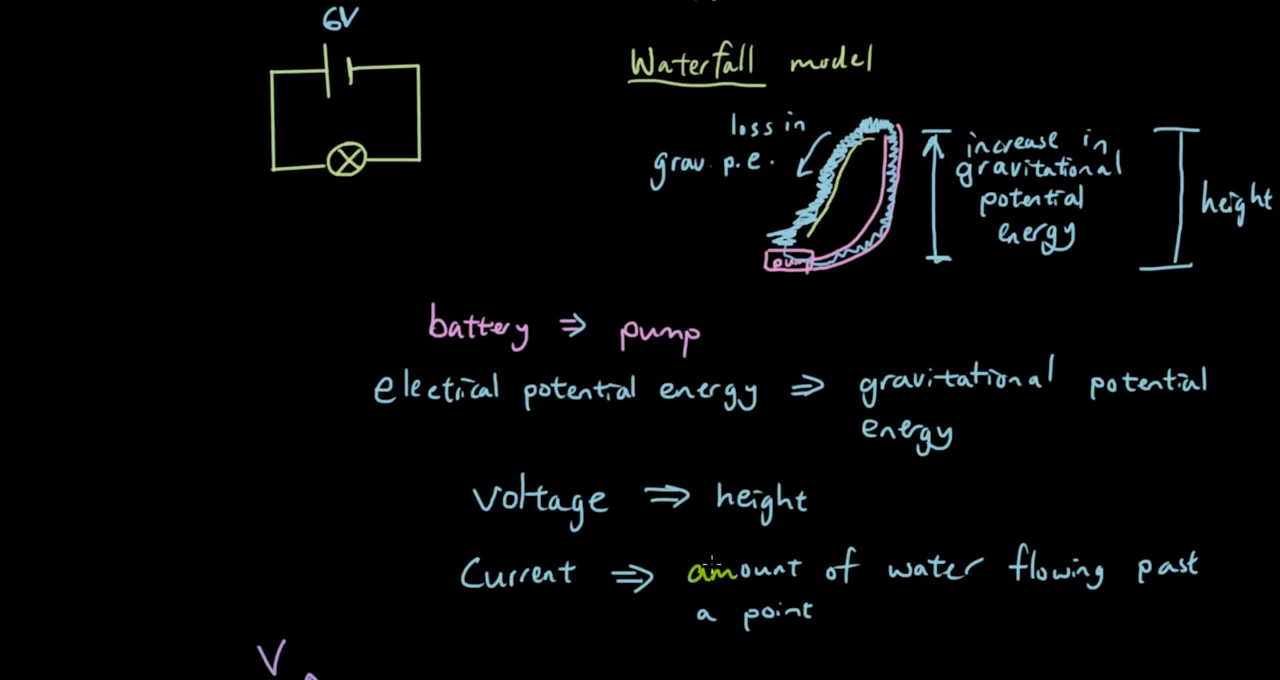 6V
Waterfall model
loss in
grav. p.e.
increase in
gravitational
potential
energy
height
pump
battery ⇒ pump
electrical potential energy ⇒ gravitational potential
energy
Voltage ⇒ height
Current ⇒ amount of water flowing past
a point
V